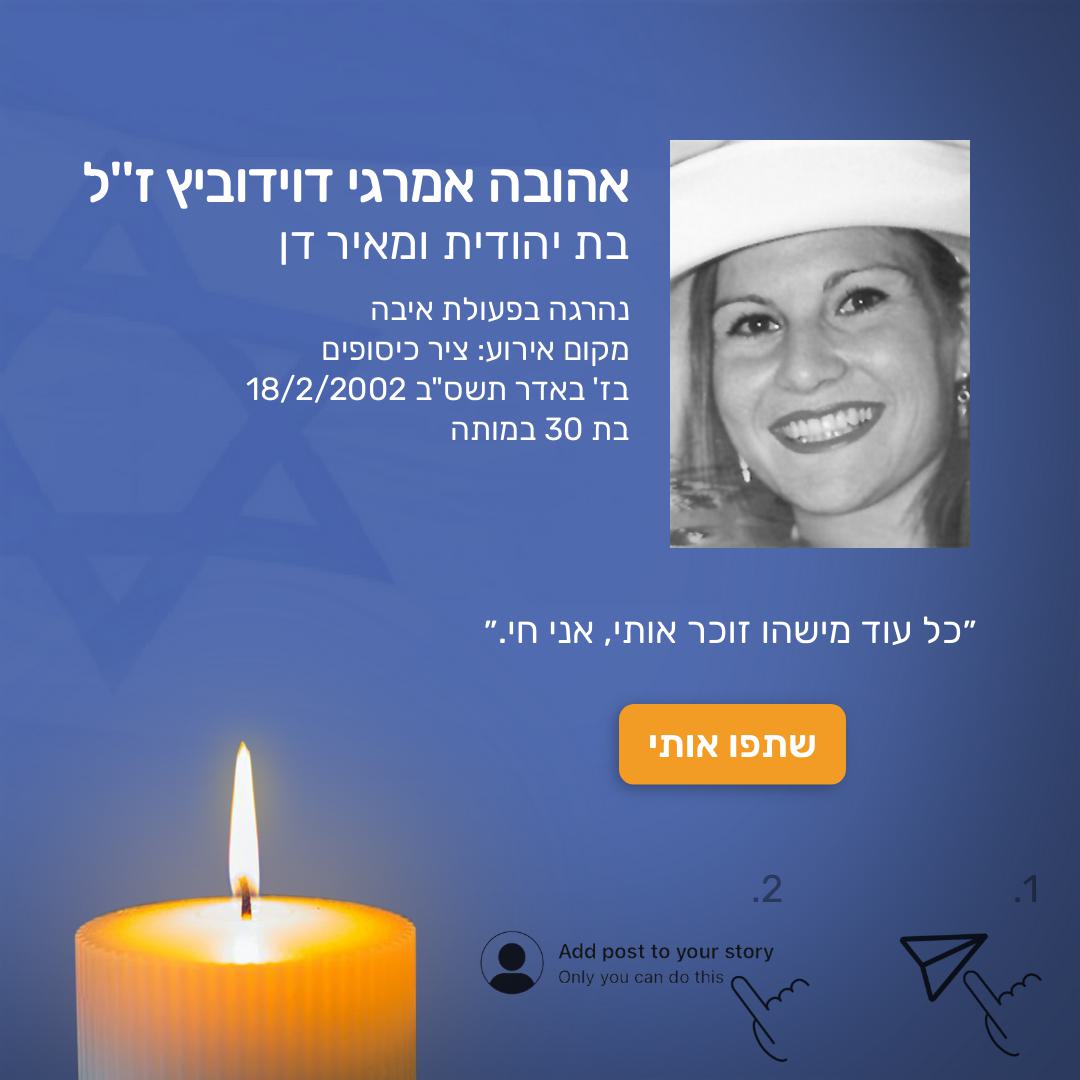 אהובה אמרגי דוידוביץ ז"ל
בת יהודית ומאיר דן
נהרגה בפעולת איבה
מקום אירוע: ציר כיסופים
בז' באדר תשס"ב 18/2/2002
בת 30 במותה
״כל עוד מישהו זוכר אותי, אני חי.״
שתפו אותי
1.
2.
Add post to your story
Only you can do this